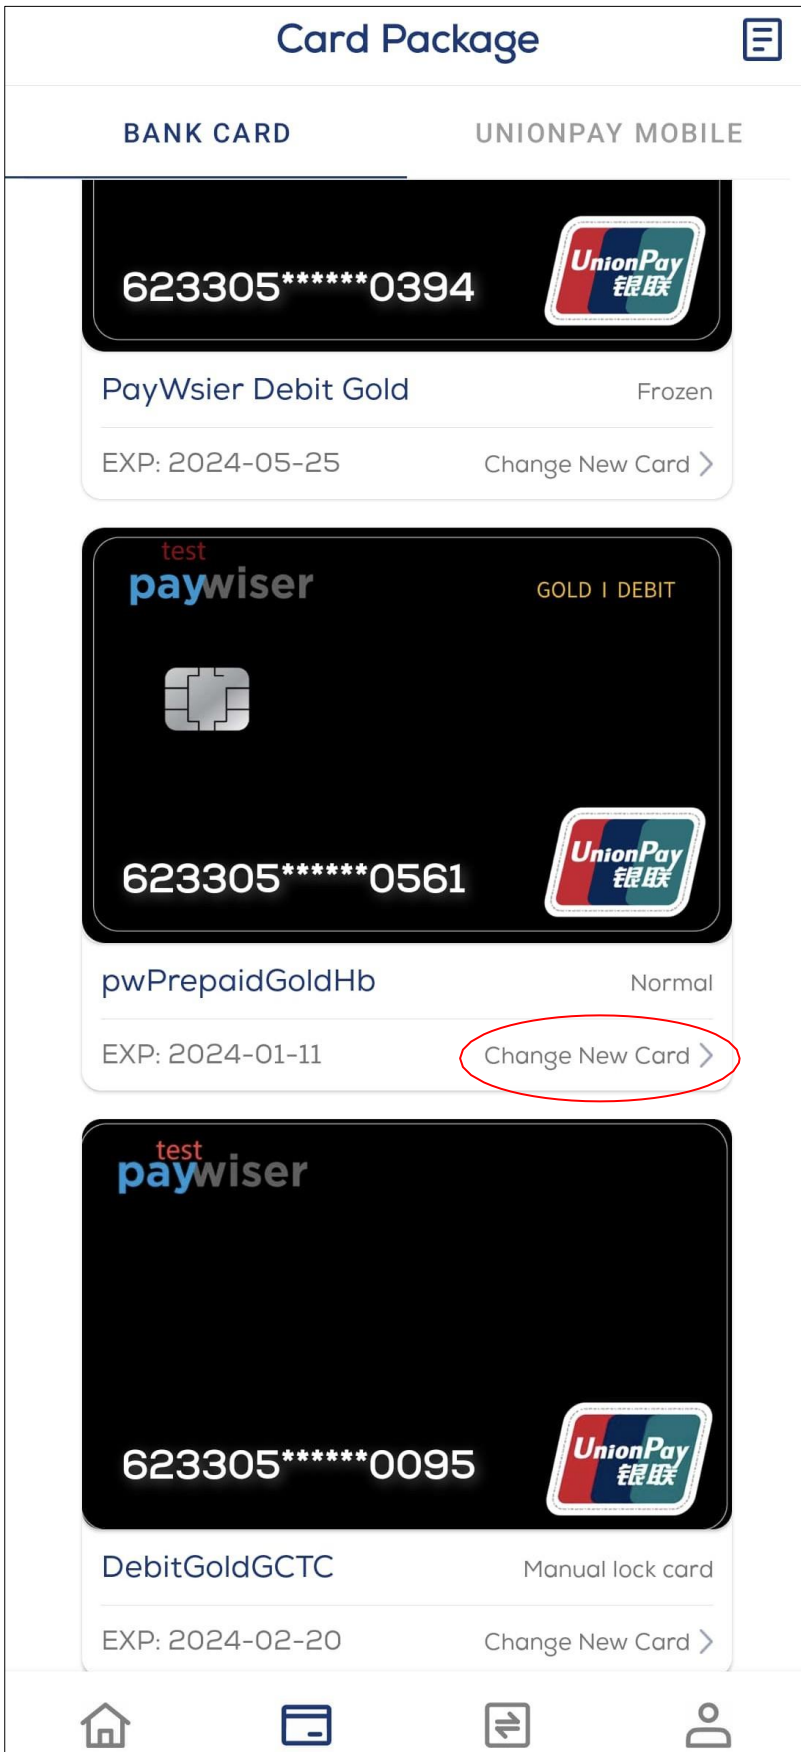 Card Package
BANK CARD
UNIONPAY MOBILE
623305******0394
UnionPay
银联
PayWsier Debit Gold
Frozen
EXP: 2024-05-25
Change New Card
test
paywiser
GOLD I DEBIT
623305******0561
UnionPay
银联
pwPrepaidGoldHb
Normal
EXP: 2024-01-11
Change New Card
test
paywiser
623305******0095
UnionPay
银联
DebitGoldGCTC
Manual lock card
EXP: 2024-02-20
Change New Card